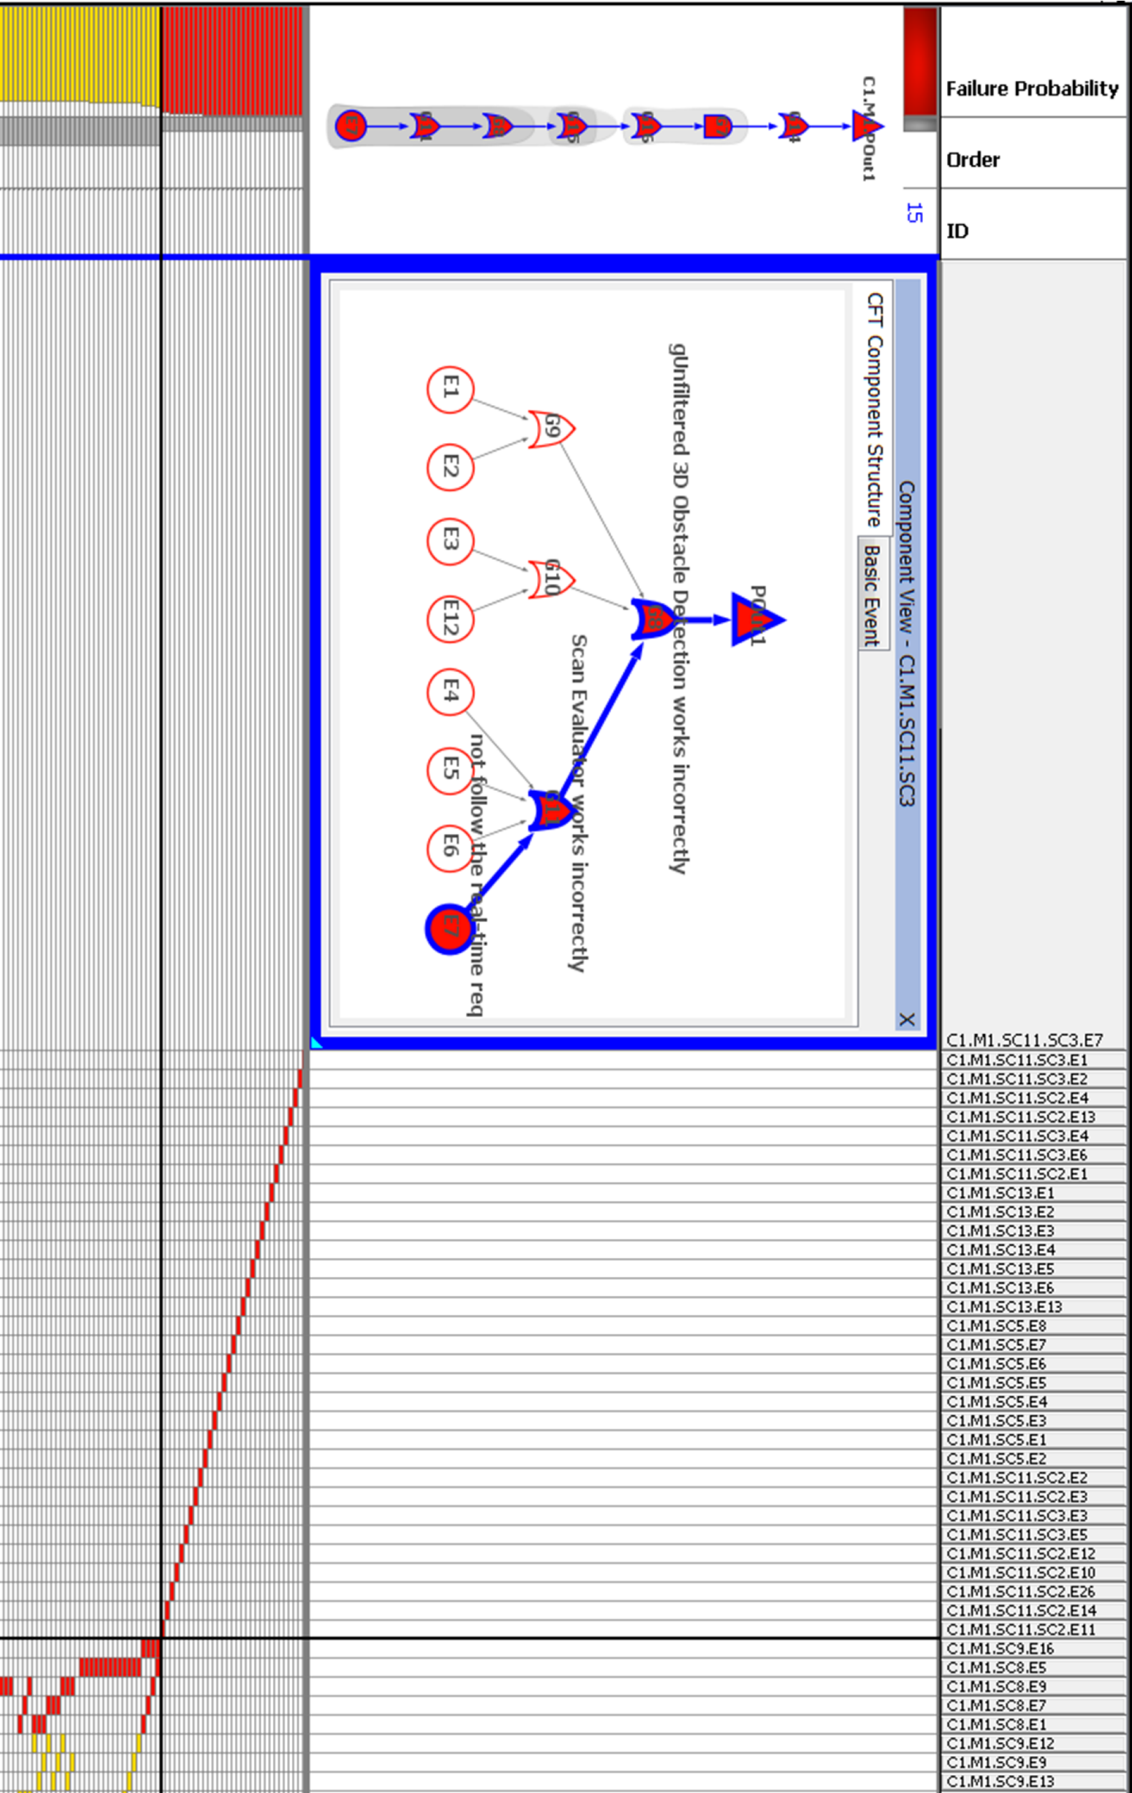 Failure Probability
Order
ID
15
C1.M1
POut1
Component View - C1.M1.SC11.SC3
X
CFT Component Structure
Basic Event
gUnfiltered 3D Obstacle Detection works incorrectly
Scan Evaluator works incorrectly
not follow the real-time req
E1
E2
E3
E12
E4
E5
E6
E7
G9
G10
C1.M1.SC11.SC3.E7
C1.M1.SC11.SC3.E1
C1.M1.SC11.SC3.E2
C1.M1.SC11.SC2.E4
C1.M1.SC11.SC2.E13
C1.M1.SC11.SC3.E4
C1.M1.SC11.SC3.E6
C1.M1.SC11.SC2.E1
C1.M1.SC13.E1
C1.M1.SC13.E2
C1.M1.SC13.E3
C1.M1.SC13.E4
C1.M1.SC13.E5
C1.M1.SC13.E6
C1.M1.SC13.E13
C1.M1.SC5.E8
C1.M1.SC5.E7
C1.M1.SC5.E6
C1.M1.SC5.E5
C1.M1.SC5.E4
C1.M1.SC5.E3
C1.M1.SC5.E1
C1.M1.SC5.E2
C1.M1.SC11.SC2.E2
C1.M1.SC11.SC2.E3
C1.M1.SC11.SC3.E3
C1.M1.SC11.SC3.E5
C1.M1.SC11.SC2.E12
C1.M1.SC11.SC2.E10
C1.M1.SC11.SC2.E26
C1.M1.SC11.SC2.E14
C1.M1.SC11.SC2.E11
C1.M1.SC9.E16
C1.M1.SC8.E5
C1.M1.SC8.E9
C1.M1.SC8.E7
C1.M1.SC8.E1
C1.M1.SC9.E12
C1.M1.SC9.E9
C1.M1.SC9.E13